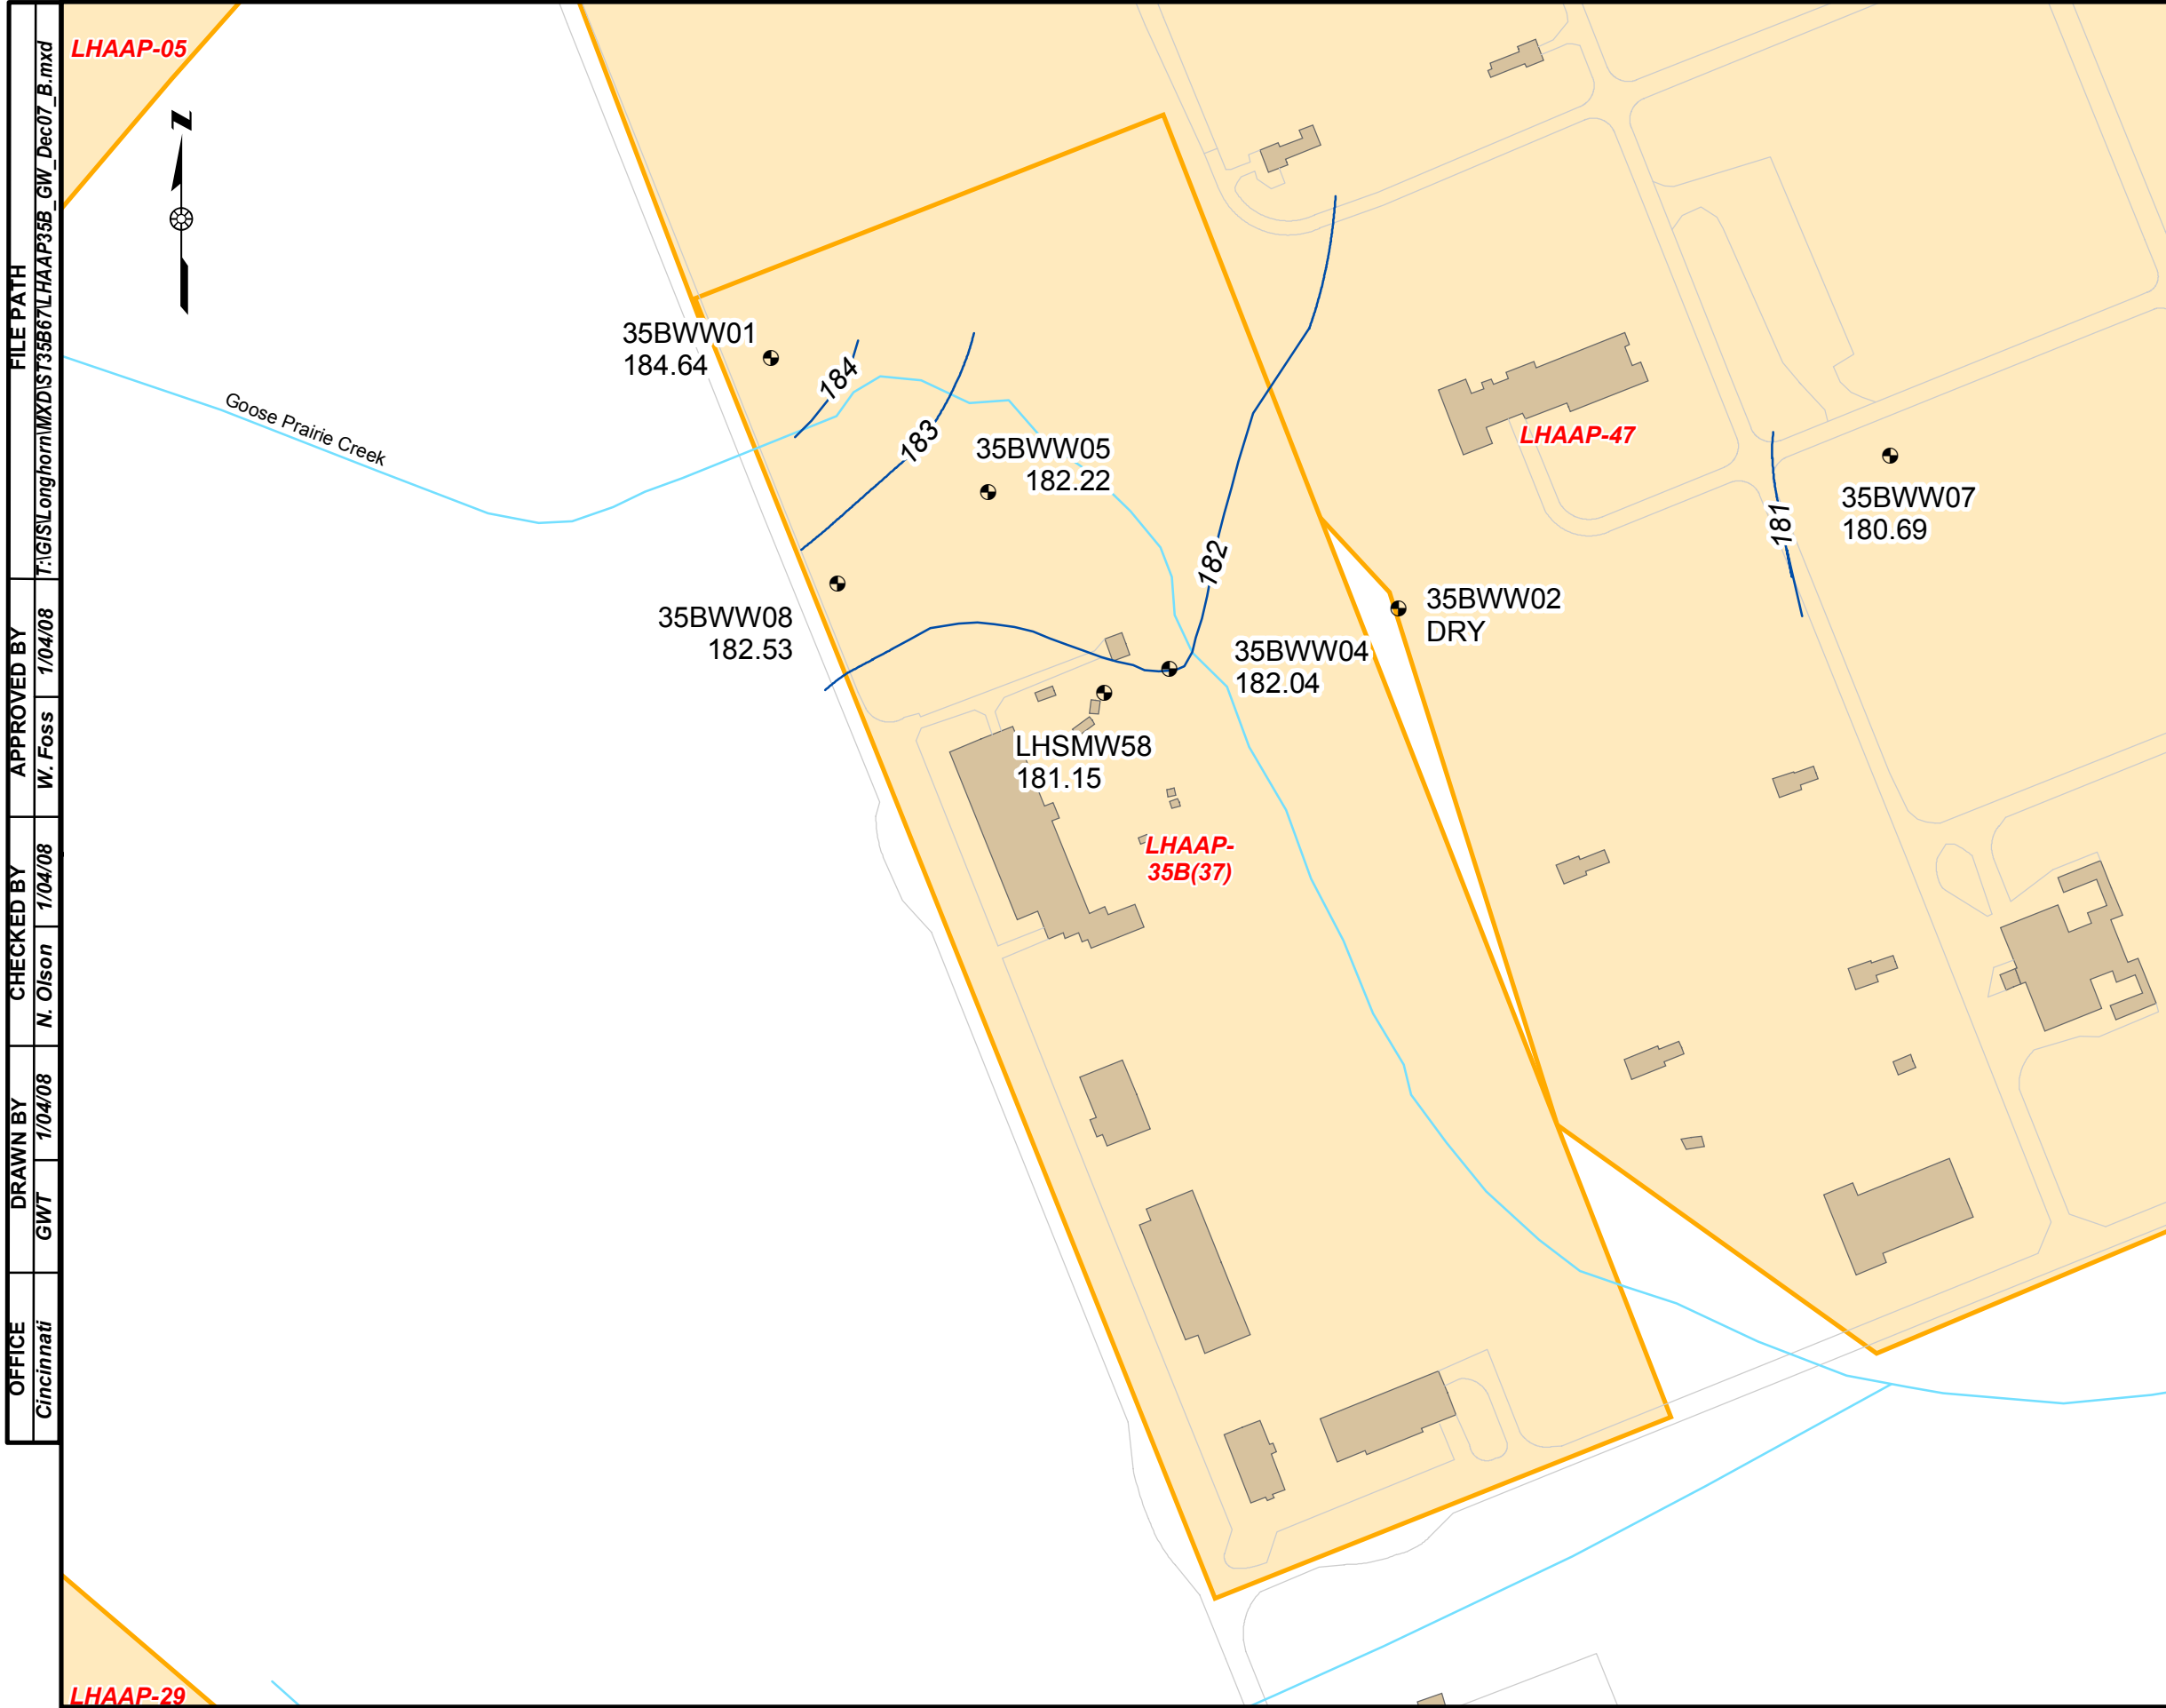 LHAAP-05
N
Goose Prairie Creek
35BWW01
184.64
184
183
35BWW05
182.22
182
35BWW08
182.53
35BWW04
182.04
35BWW02
DRY
LHAAP-47
181
35BWW07
180.69
LHSMW58
181.15
LHAAP-
35B(37)
LHAAP-29
FILE PATH
T:\GIS\Longhorn\MXD\ST35B67\LHAAP35B_GW_Dec07_B.mxd
APPROVED BY
W. Foss 1/04/08
CHECKED BY
N. Olson 1/04/08
DRAWN BY
GWT 1/04/08
OFFICE
Cincinnati